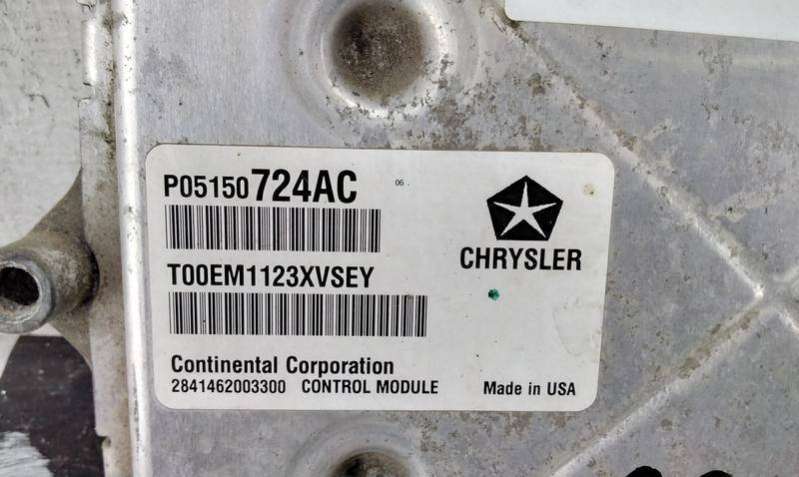 P05150724AC 06
T00EM1123XVSEY
CHRYSLER
Continental Corporation
2841462003300 CONTROL MODULE Made in USA